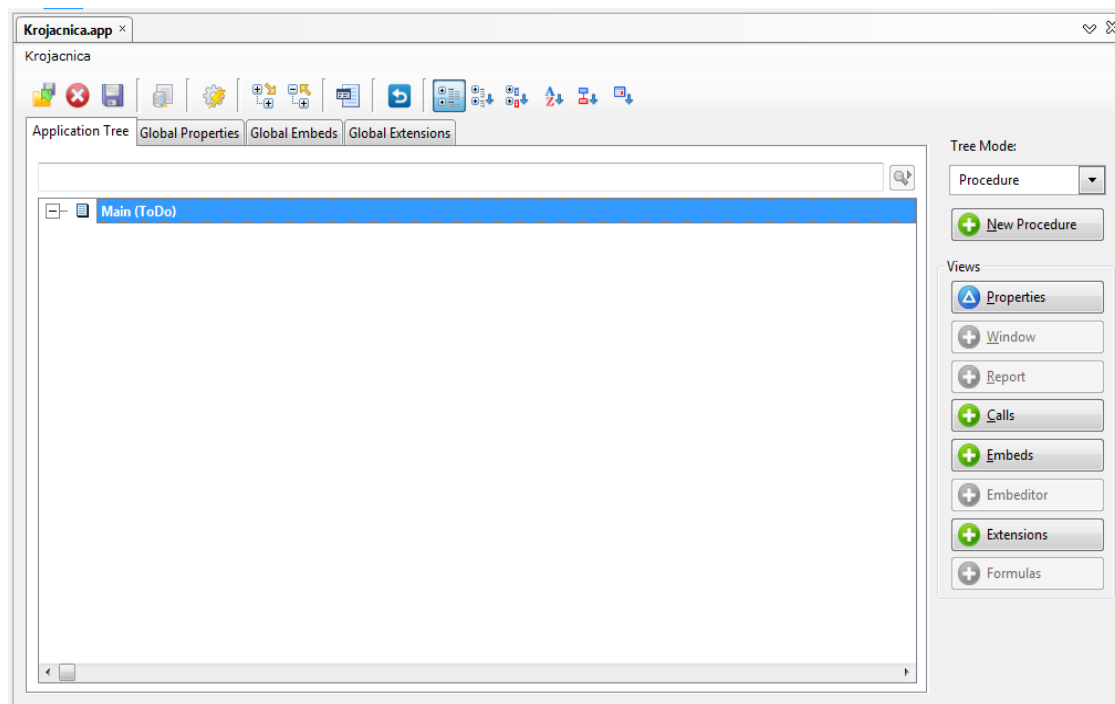 Krojacnica.app ×
Krojacnica
Application Tree Global Properties Global Embeds Global Extensions
Main (ToDo)
Tree Mode:
Procedure
New Procedure
Views
Properties
Window
Report
Calls
Embeds
Embeditor
Extensions
Formulas